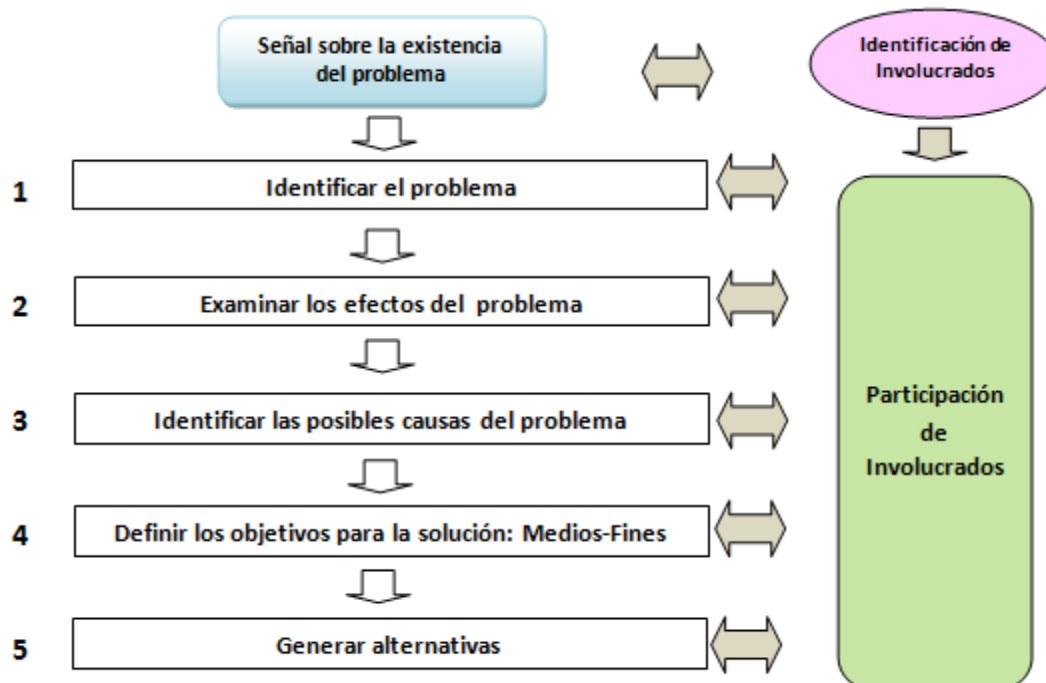 Señal sobre la existencia
del problema
Identificación de
Involucrados
1
Identificar el problema
2
Examinar los efectos del problema
3
Identificar las posibles causas del problema
4
Definir los objetivos para la solución: Medios-Fines
5
Generar alternativas
Participación
de
Involucrados